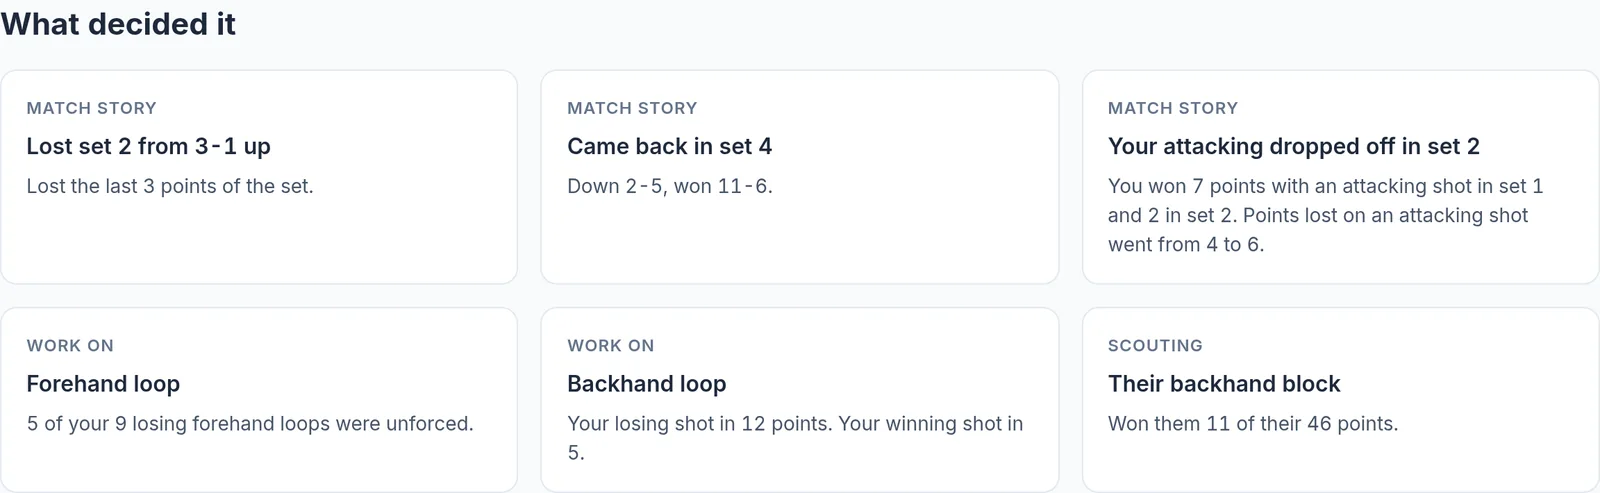 What decided it
MATCH STORY
Lost set 2 from 3-1 up
Lost the last 3 points of the set.
MATCH STORY
Came back in set 4
Down 2-5, won 11-6.
MATCH STORY
Your attacking dropped off in set 2
You won 7 points with an attacking shot in set 1
and 2 in set 2. Points lost on an attacking shot
went from 4 to 6.
WORK ON
Forehand loop
5 of your 9 losing forehand loops were unforced.
WORK ON
Backhand loop
Your losing shot in 12 points. Your winning shot in
5.
SCOUTING
Their backhand block
Won them 11 of their 46 points.